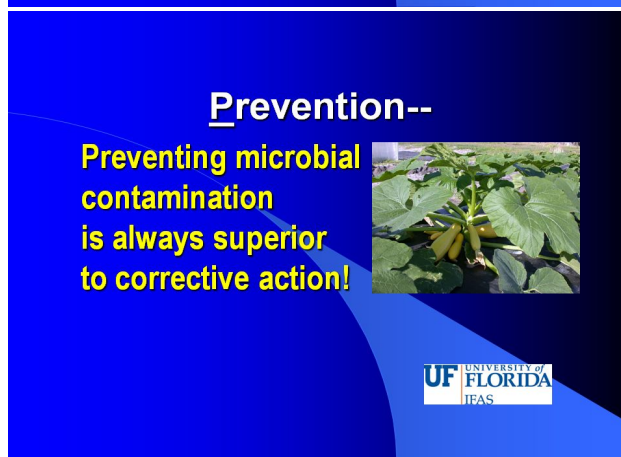 Prevention--
Preventing microbial
contamination
is always superior
to corrective action!
UF UNIVERSITY of
FLORIDA
IFAS